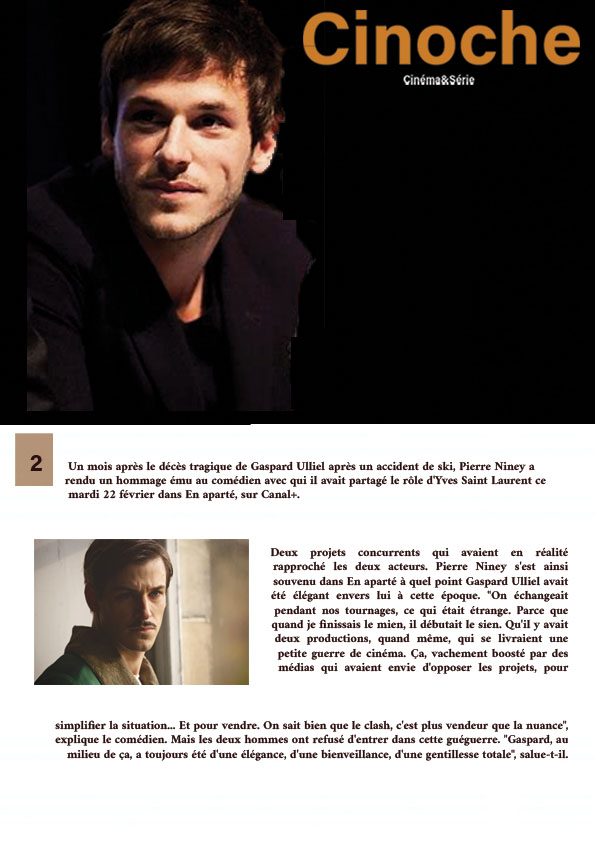 Cinoche
Cinéma&Série
2
Un mois après le décès tragique de Gaspard Ulliel après un accident de ski, Pierre Niney a
rendu un hommage ému au comédien avec qui il avait partagé le rôle d'Yves Saint Laurent ce
mardi 22 février dans En aparté, sur Canal+.
Deux projets concurrents qui avaient en réalité
rapproché les deux acteurs. Pierre Niney s'est ainsi
souvenu dans En aparté à quel point Gaspard Ulliel avait
été élégant envers lui à cette époque. "On échangeait
pendant nos tournages, ce qui était étrange. Parce que
quand je finissais le mien, il débutait le sien. Qu'il y avait
deux productions, quand même, qui se livraient une
petite guerre de cinéma. Ça, vachement boosté par des
médias qui avaient envie d'opposer les projets, pour
simplifier la situation... Et pour vendre. On sait bien que le clash, c'est plus vendeur que la nuance",
explique le comédien. Mais les deux hommes ont refusé d'entrer dans cette guéguerre. "Gaspard, au
milieu de ça, a toujours été d'une élégance, d'une bienveillance, d'une gentillesse totale", salue-t-il.